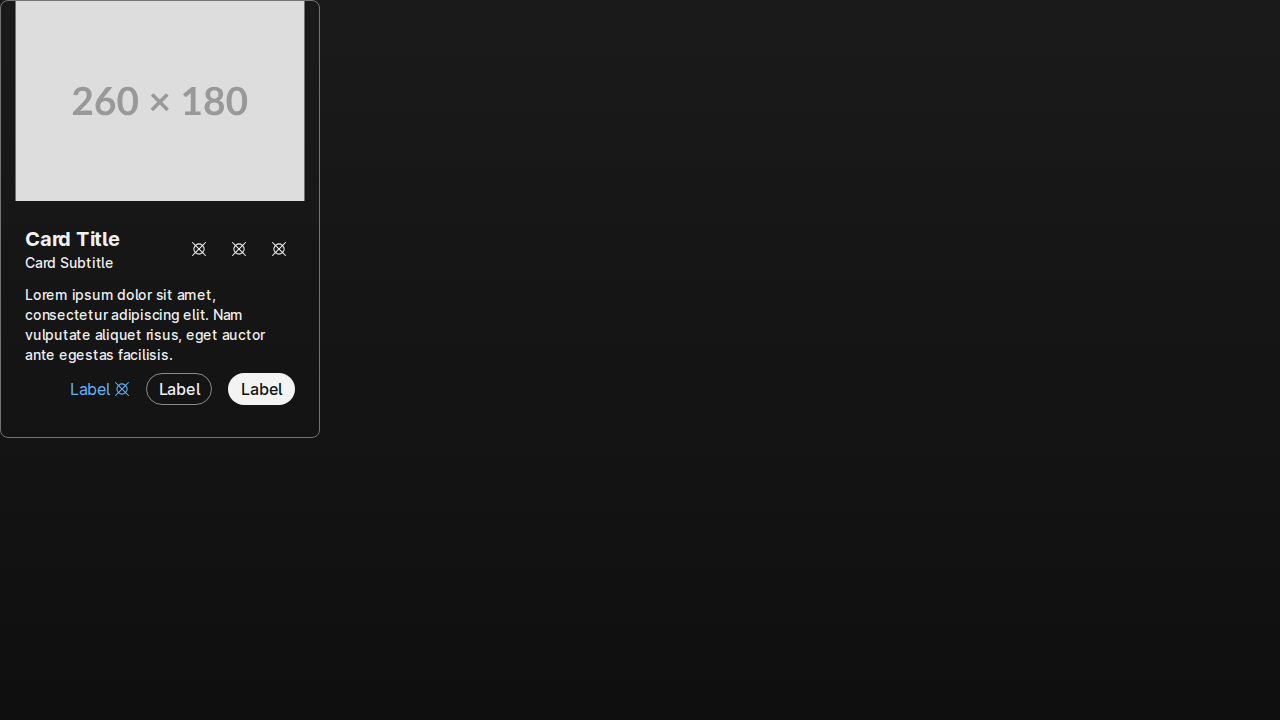 260 × 180
Card Title
Card Subtitle
Lorem ipsum dolor sit amet,
consectetur adipiscing elit. Nam
vulputate aliquet risus, eget auctor
ante egestas facilisis.
Label Label Label